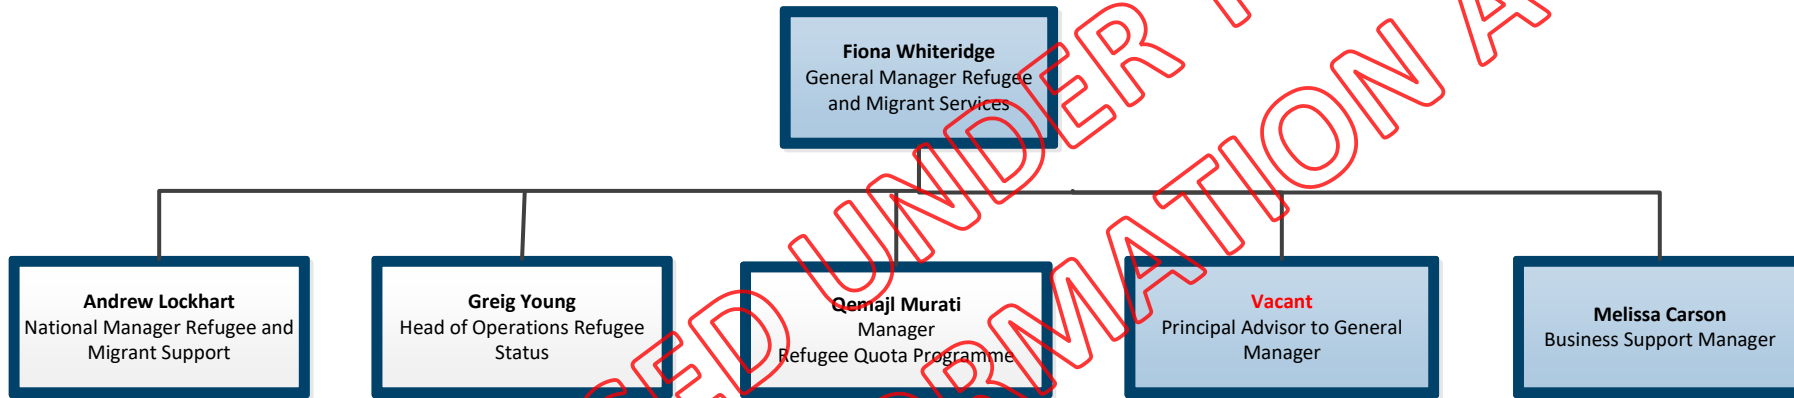 Fiona Whiteridge
General Manager Refugee
and Migrant Services
Andrew Lockhart
National Manager Refugee and
Migrant Support
Greig Young
Head of Operations Refugee
Status
Qemajl Murati
Manager
Refugee Quota Programme
Vacant
Principal Advisor to General
Manager
Melissa Carson
Business Support Manager
UNDER